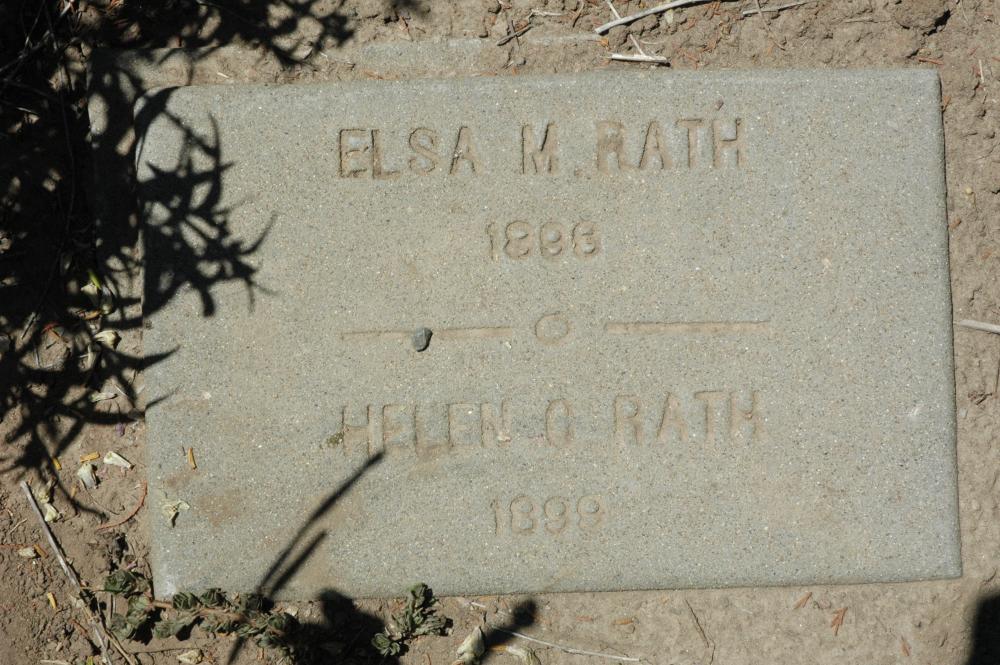 ELSA M. RATH
1896
HELEN C RATH
1899